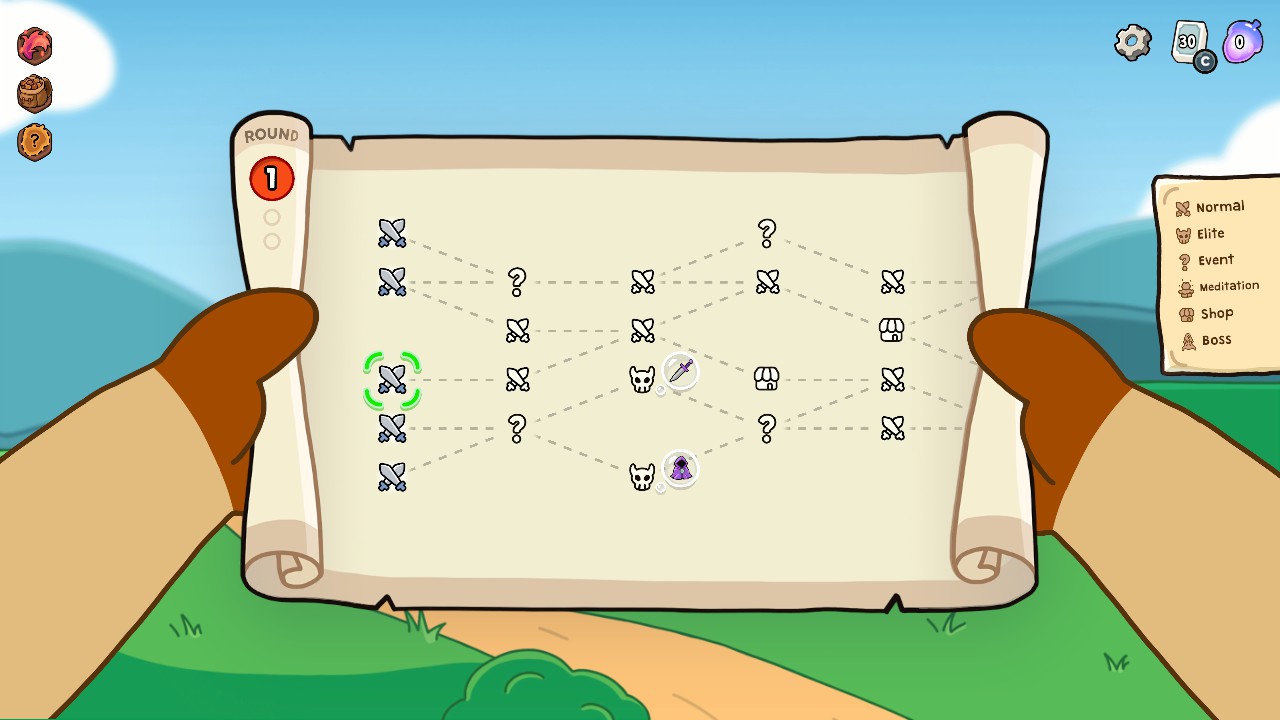 ROUND
1
?
30
C
0
Normal
Elite
? Event
Meditation
Shop
Boss
?
?
?
?